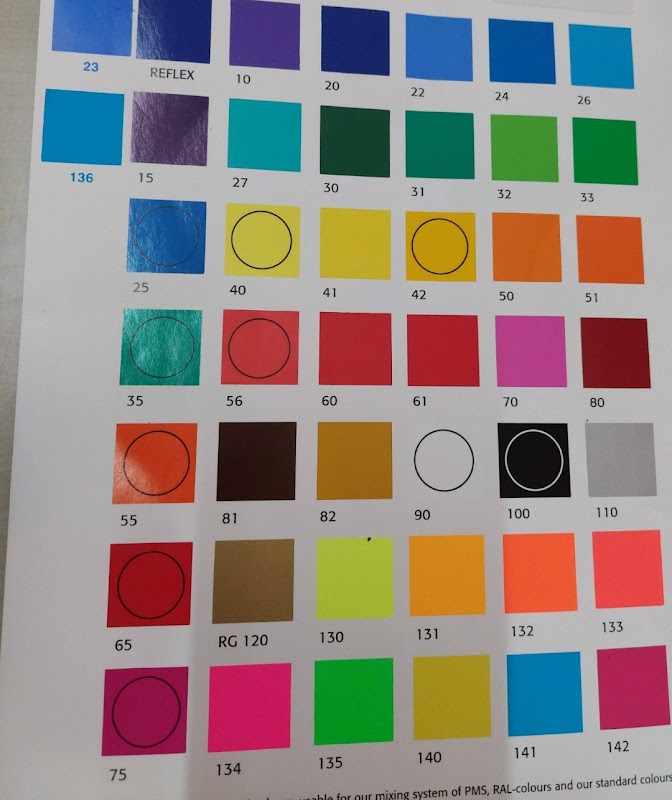 23 REFLEX 10 20 22 24 26
136 15 27 30 31 32 33
25 40 41 42 50 51
35 56 60 61 70 80
55 81 82 90 100 110
65 RG 120 130 131 132 133
75 134 135 140 141 142
for our mixing system of PMS, RAL-colours and our standard colours